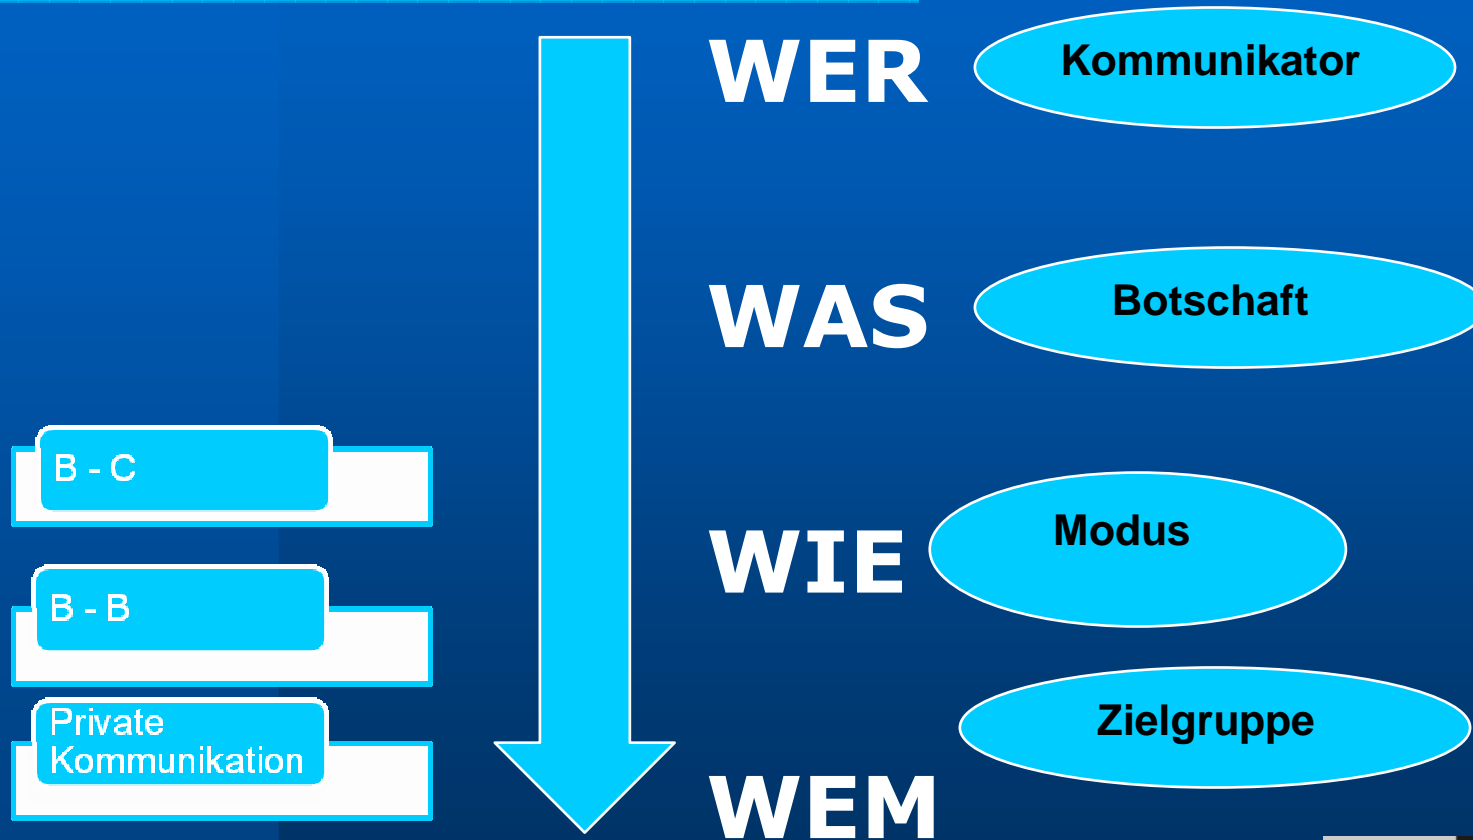 WER
Kommunikator
WAS
Botschaft
WIE
Modus
WEM
Zielgruppe
B - C
B - B
Private
Kommunikation